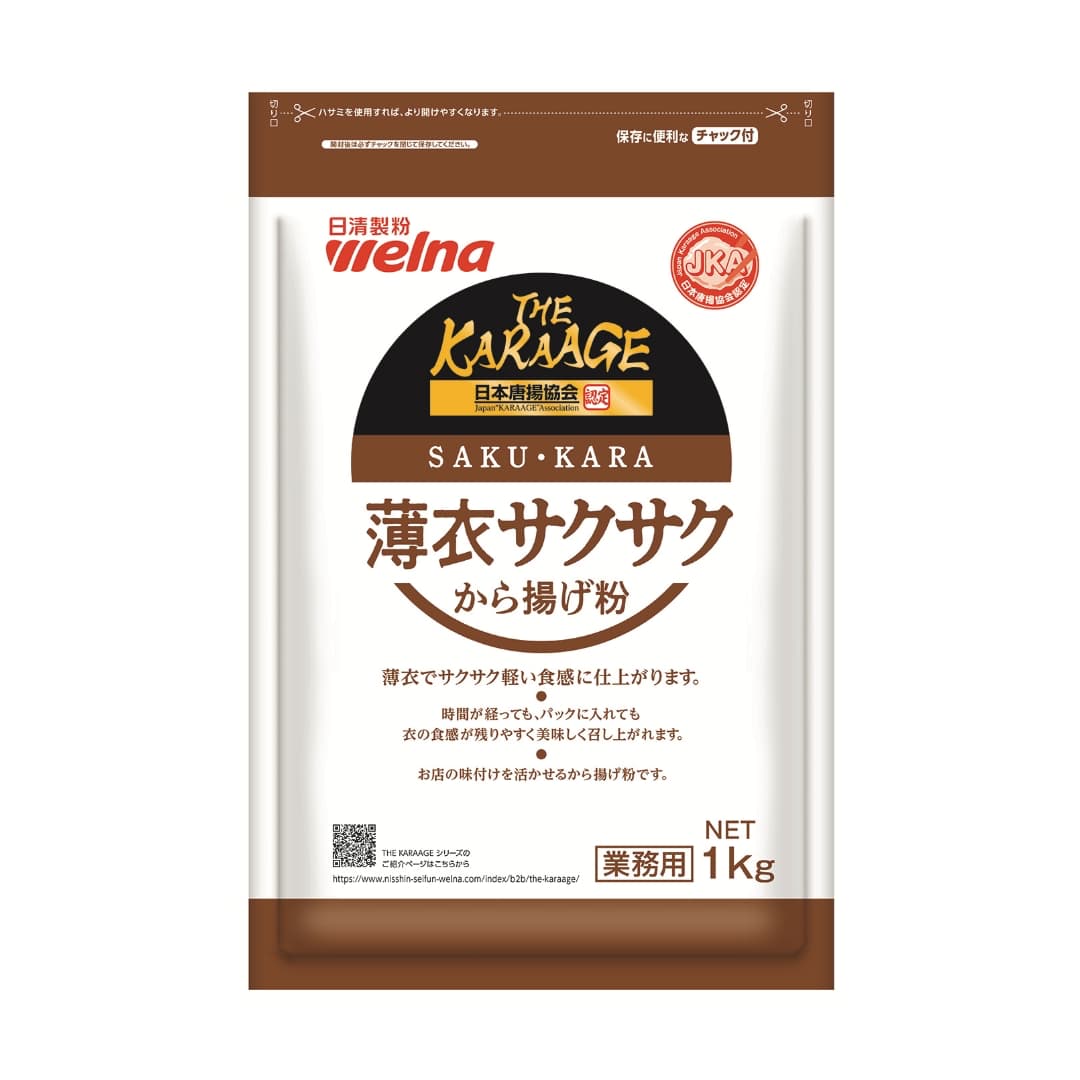 切り口
ハサミを使用すれば、より開けやすくなります。
切り口
保存に便利な チャック付
開封後は必ずチャックを閉じて保存してください。
日清製粉
welna
Japan Karaage Association
JKA
日本唐揚協会認定
THE
KARAAGE
日本唐揚協会
認定
Japan"KARAAGE"Association
SAKU・KARA
薄衣サクサク
から揚げ粉
薄衣でサクサク軽い食感に仕上がります。
時間が経っても、パックに入れても
衣の食感が残りやすく美味しく召し上がれます。
お店の味付けを活かせるから揚げ粉です。
THE KARAAGE シリーズの
ご紹介ページはこちらから
https://www.nisshin-seifun-welna.com/index/b2b/the-karaage/
業務用
NET
1kg